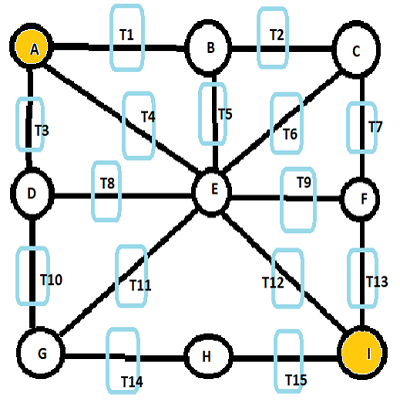 A T1 B T2 C
T3 T4 T5 T6 T7
D T8 E T9 F
T10 T11 T12 T13
G T14 H T15 I